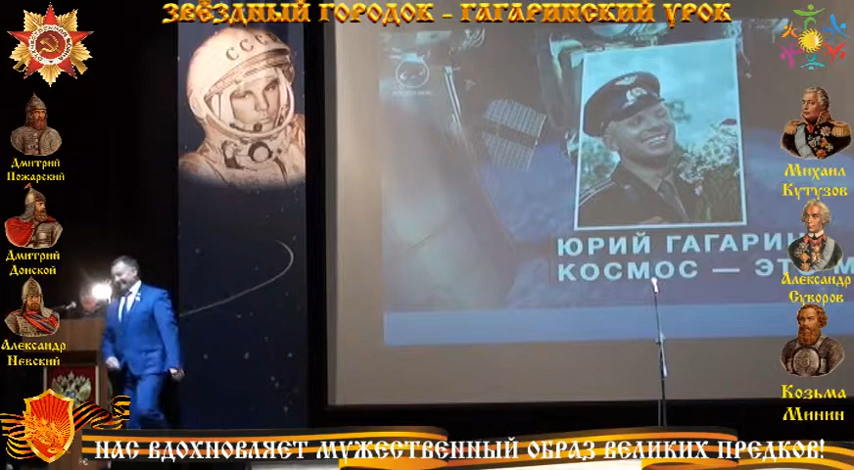 ЗВЁЗДНЫЙ ГОРОДОК - ГАГАРИНСКИЙ УРОК
СССР
Дмитрий
Пожарский
Дмитрий
Донской
Александр
Невский
ЮРИЙ ГАГАРИН
КОСМОС — ЭТО
Михаил
Кутузов
Александр
Суворов
Козьма
Минин
НАС ВДОХНОВЛЯЕТ МУЖЕСТВЕННЫЙ ОБРАЗ ВЕЛИКИХ ПРЕДКОВ!